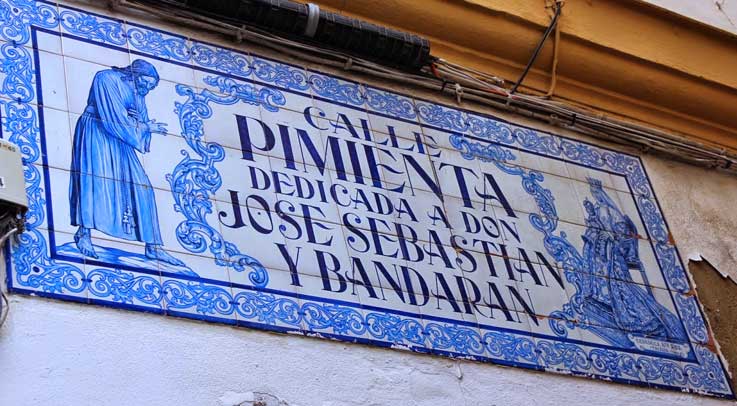 CALLE
PIMIENTA
DEDICADA A DON
JOSE SEBASTIAN
Y BANDARAN